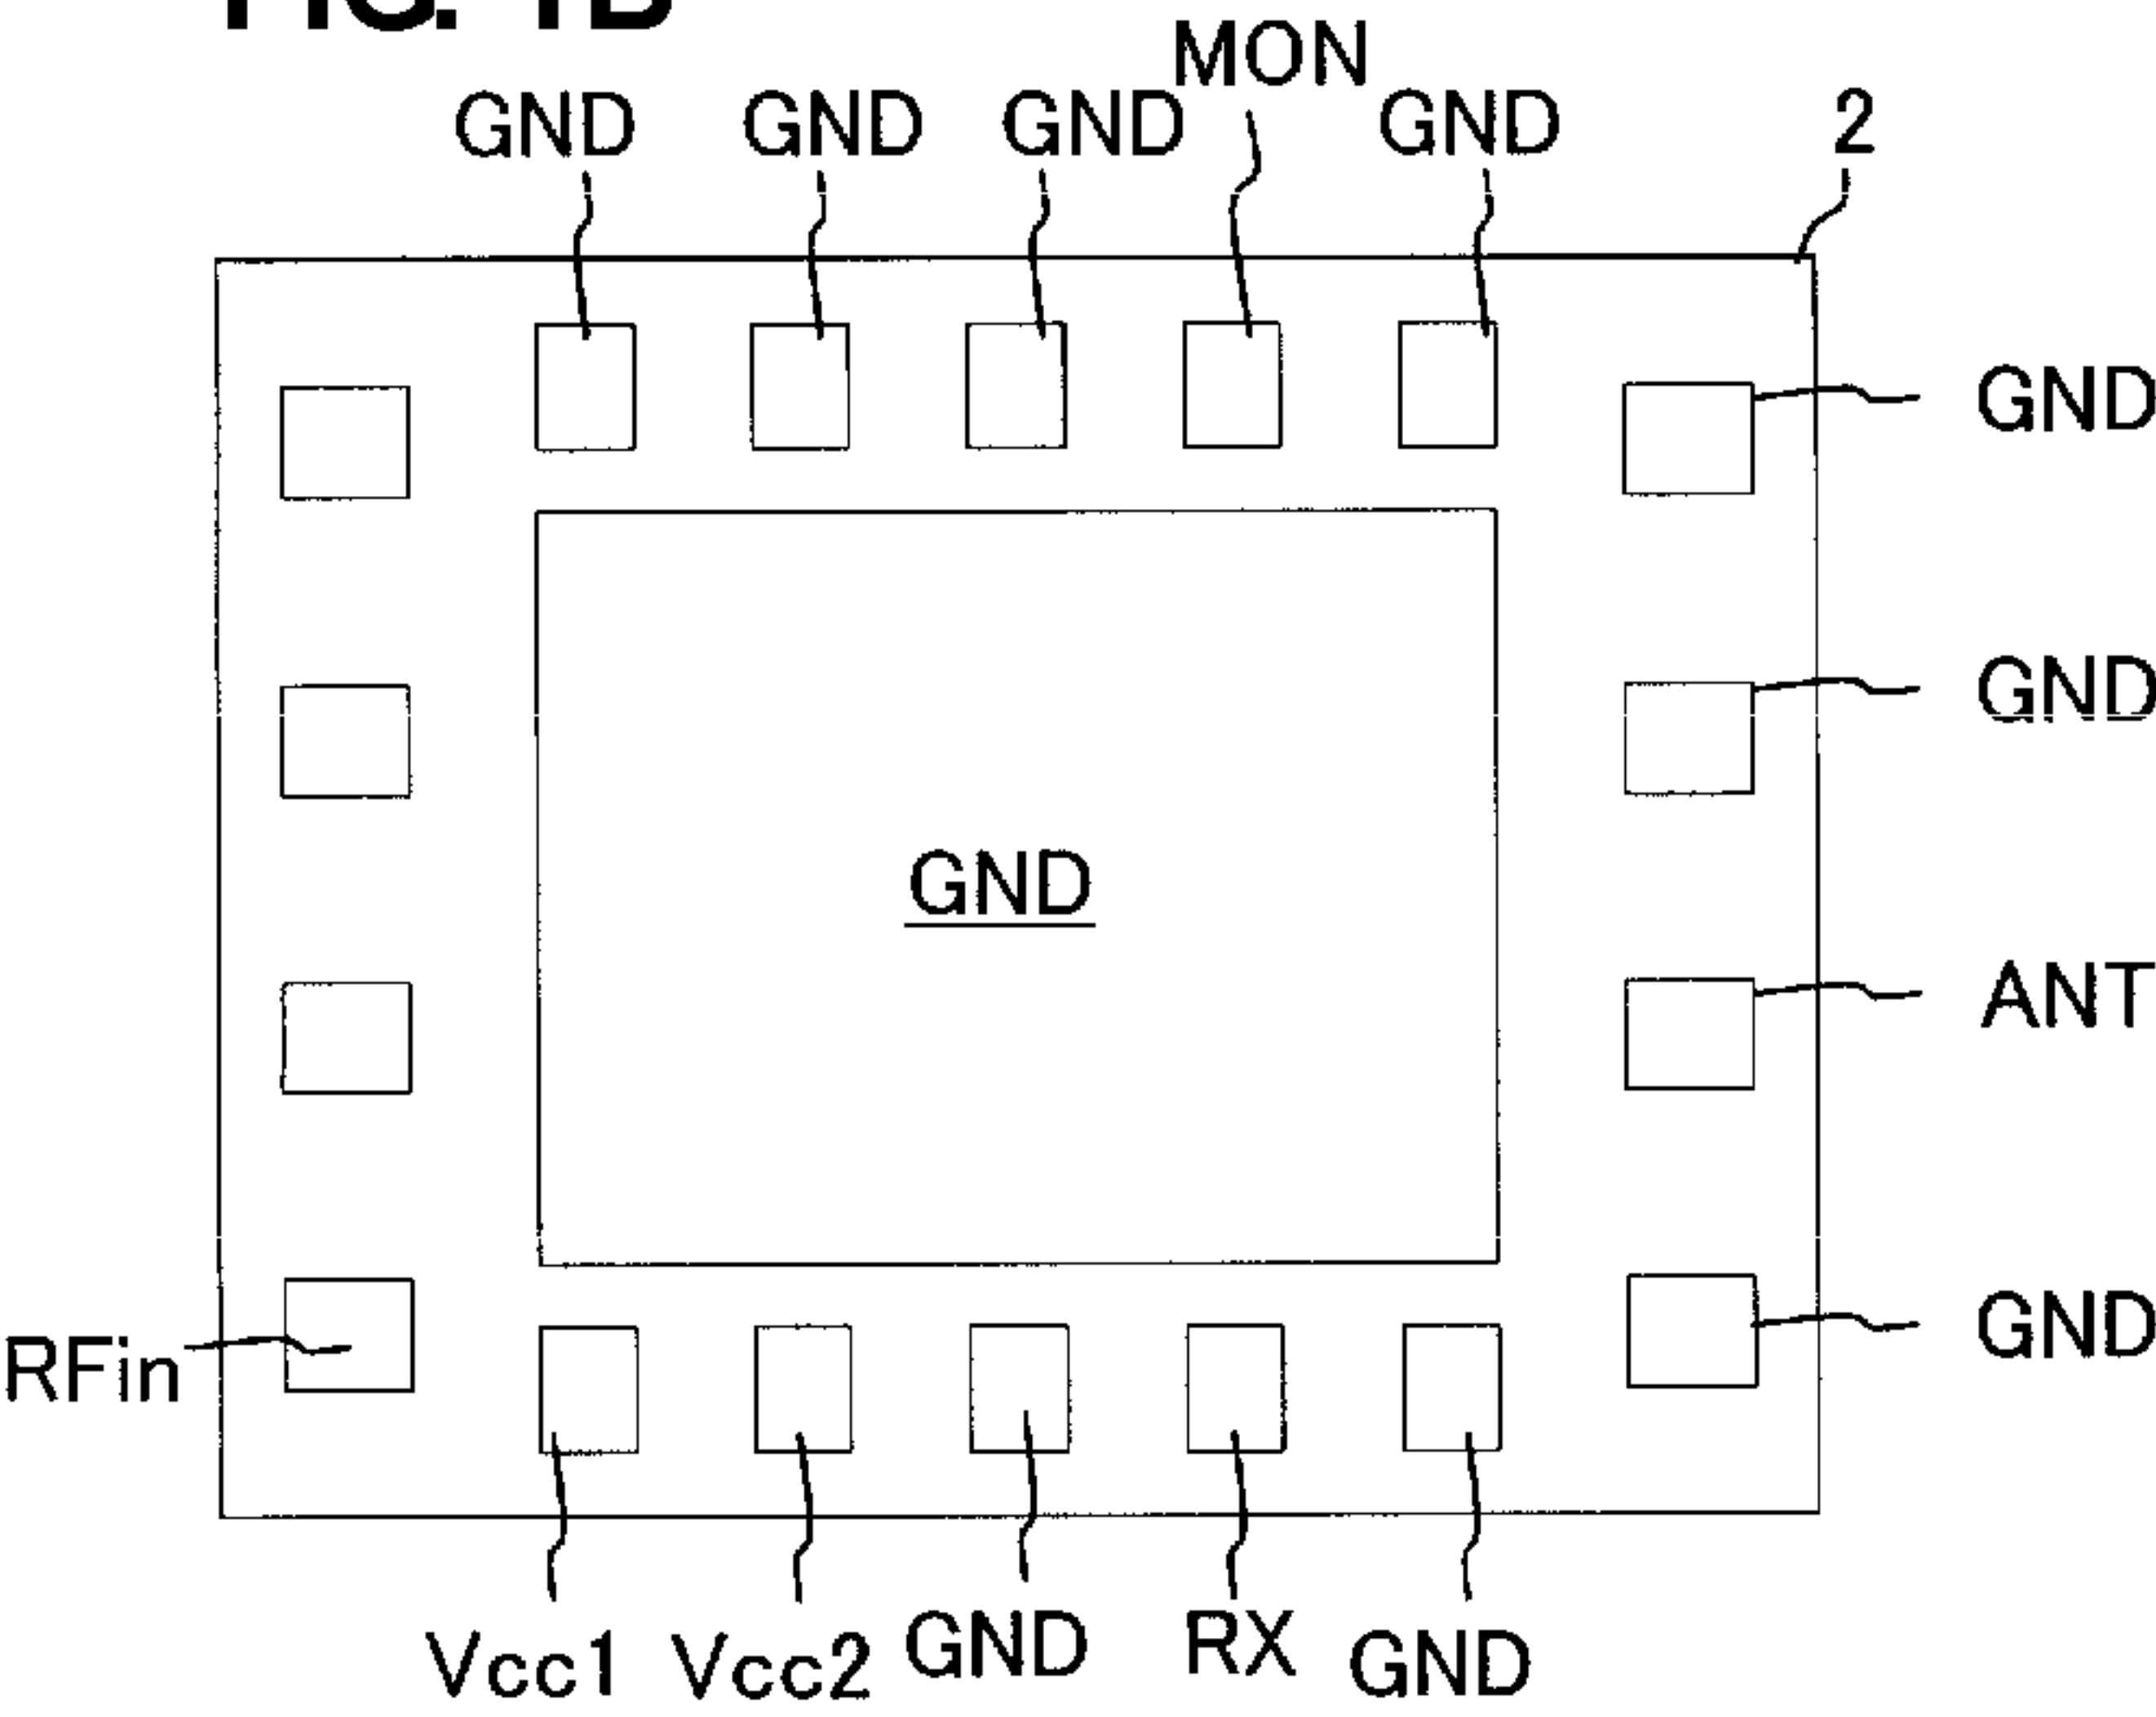 MON
GND GND GND GND 2
GND
GND
GND
ANT
GND
RFin
Vcc1 Vcc2 GND RX GND